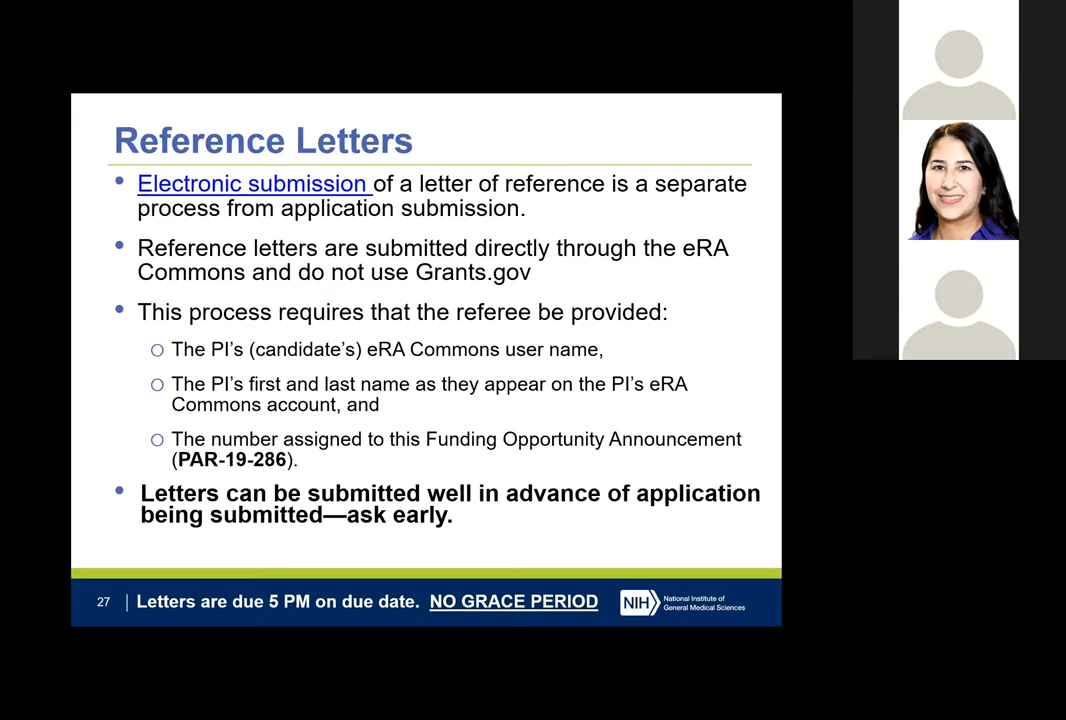 Reference Letters
• Electronic submission of a letter of reference is a separate
process from application submission.
• Reference letters are submitted directly through the eRA
Commons and do not use Grants.gov
• This process requires that the referee be provided:
o The PI's (candidate's) eRA Commons user name,
o The PI's first and last name as they appear on the PI's eRA
Commons account, and
o The number assigned to this Funding Opportunity Announcement
(PAR-19-286).
• Letters can be submitted well in advance of application
being submitted—ask early.
27 | Letters are due 5 PM on due date. NO GRACE PERIOD
NIH National Institute of
General Medical Sciences